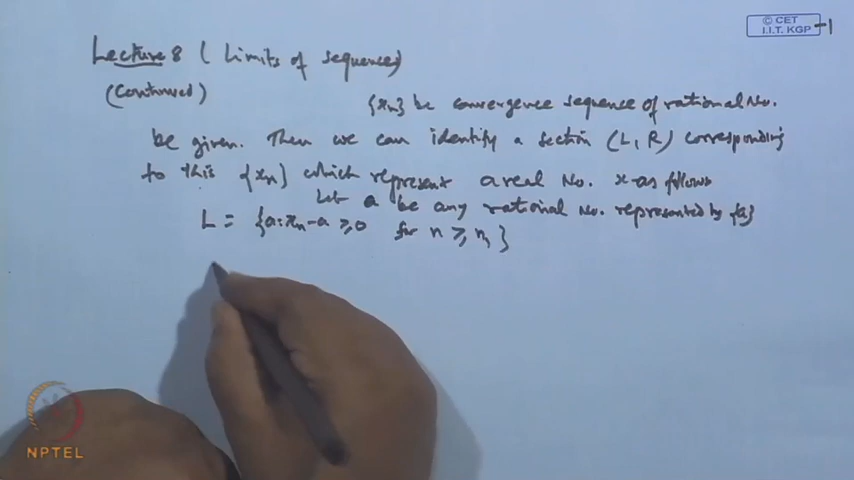 © CET
I.I.T. KGP
-1
Lecture 8 ( Limits of sequences)
(Continued)
{xn} be convergence sequence of rational No.
be given. Then we can identify a section (L, R) corresponding
to this {xn} which represent a real No. x as follows
Let a be any rational No. represented by {a}
L = {a: xn - a ≥ 0 for n ≥ n1}
NPTEL